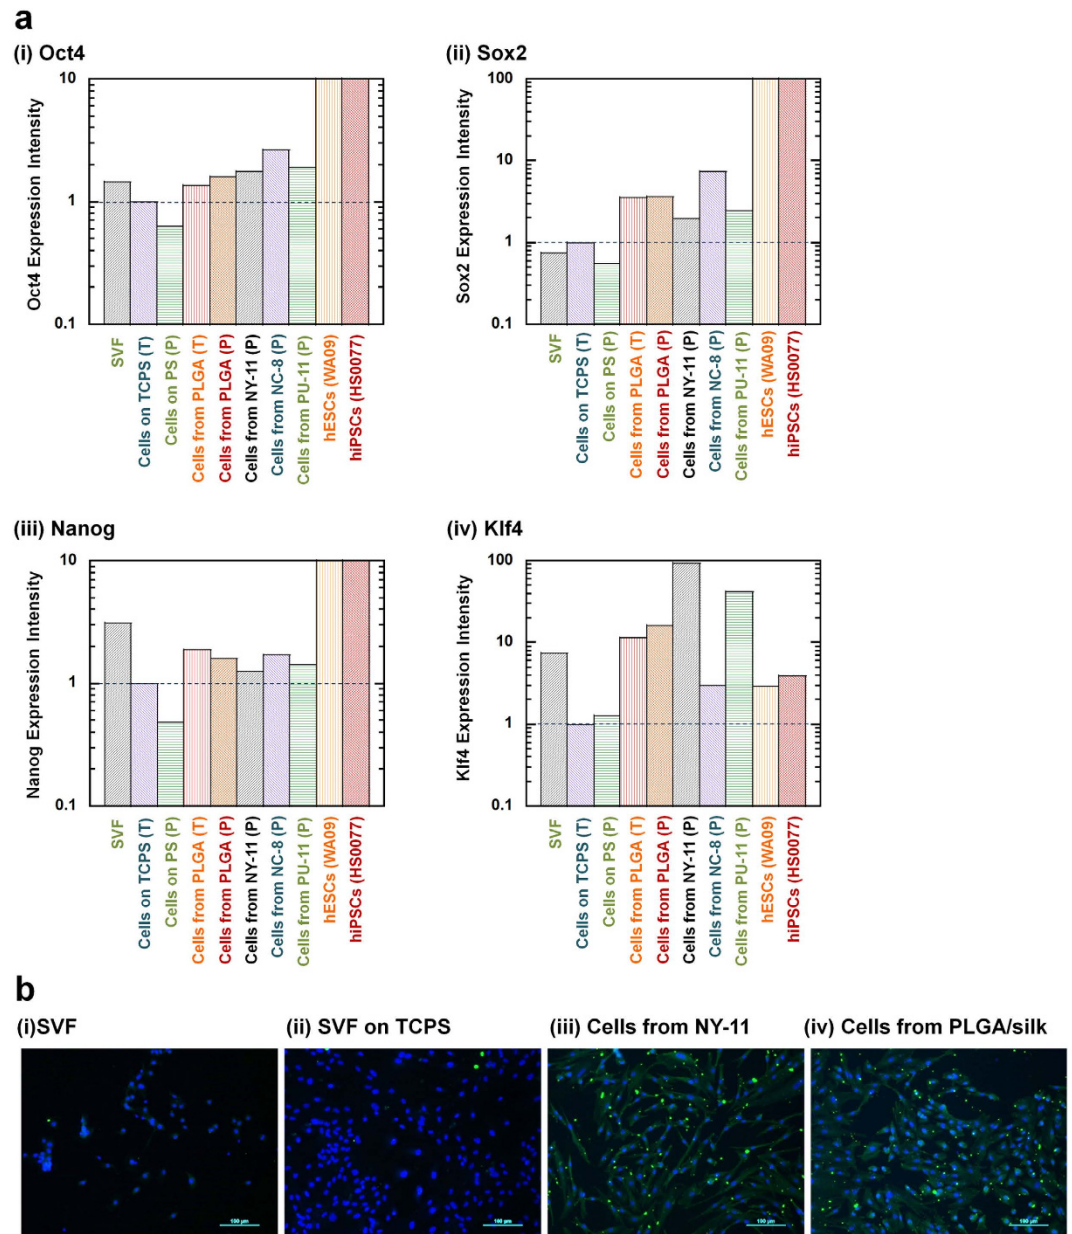 a
(i) Oct4
Oct4 Expression Intensity
10
1
0.1
SVF
Cells on TCPS (T)
Cells on PS (P)
Cells from PLGA (T)
Cells from PLGA (P)
Cells from NY-11 (P)
Cells from NC-8 (P)
Cells from PU-11 (P)
hESCs (WA09)
hiPSCs (HS0077)
(ii) Sox2
Sox2 Expression Intensity
100
10
1
0.1
SVF
Cells on TCPS (T)
Cells on PS (P)
Cells from PLGA (T)
Cells from PLGA (P)
Cells from NY-11 (P)
Cells from NC-8 (P)
Cells from PU-11 (P)
hESCs (WA09)
hiPSCs (HS0077)
(iii) Nanog
Nanog Expression Intensity
10
1
0.1
SVF
Cells on TCPS (T)
Cells on PS (P)
Cells from PLGA (T)
Cells from PLGA (P)
Cells from NY-11 (P)
Cells from NC-8 (P)
Cells from PU-11 (P)
hESCs (WA09)
hiPSCs (HS0077)
(iv) Klf4
Klf4 Expression Intensity
100
10
1
0.1
SVF
Cells on TCPS (T)
Cells on PS (P)
Cells from PLGA (T)
Cells from PLGA (P)
Cells from NY-11 (P)
Cells from NC-8 (P)
Cells from PU-11 (P)
hESCs (WA09)
hiPSCs (HS0077)
b
(i)SVF
(ii) SVF on TCPS
(iii) Cells from NY-11
(iv) Cells from PLGA/silk
100 µm
100 µm
100 µm
100 µm